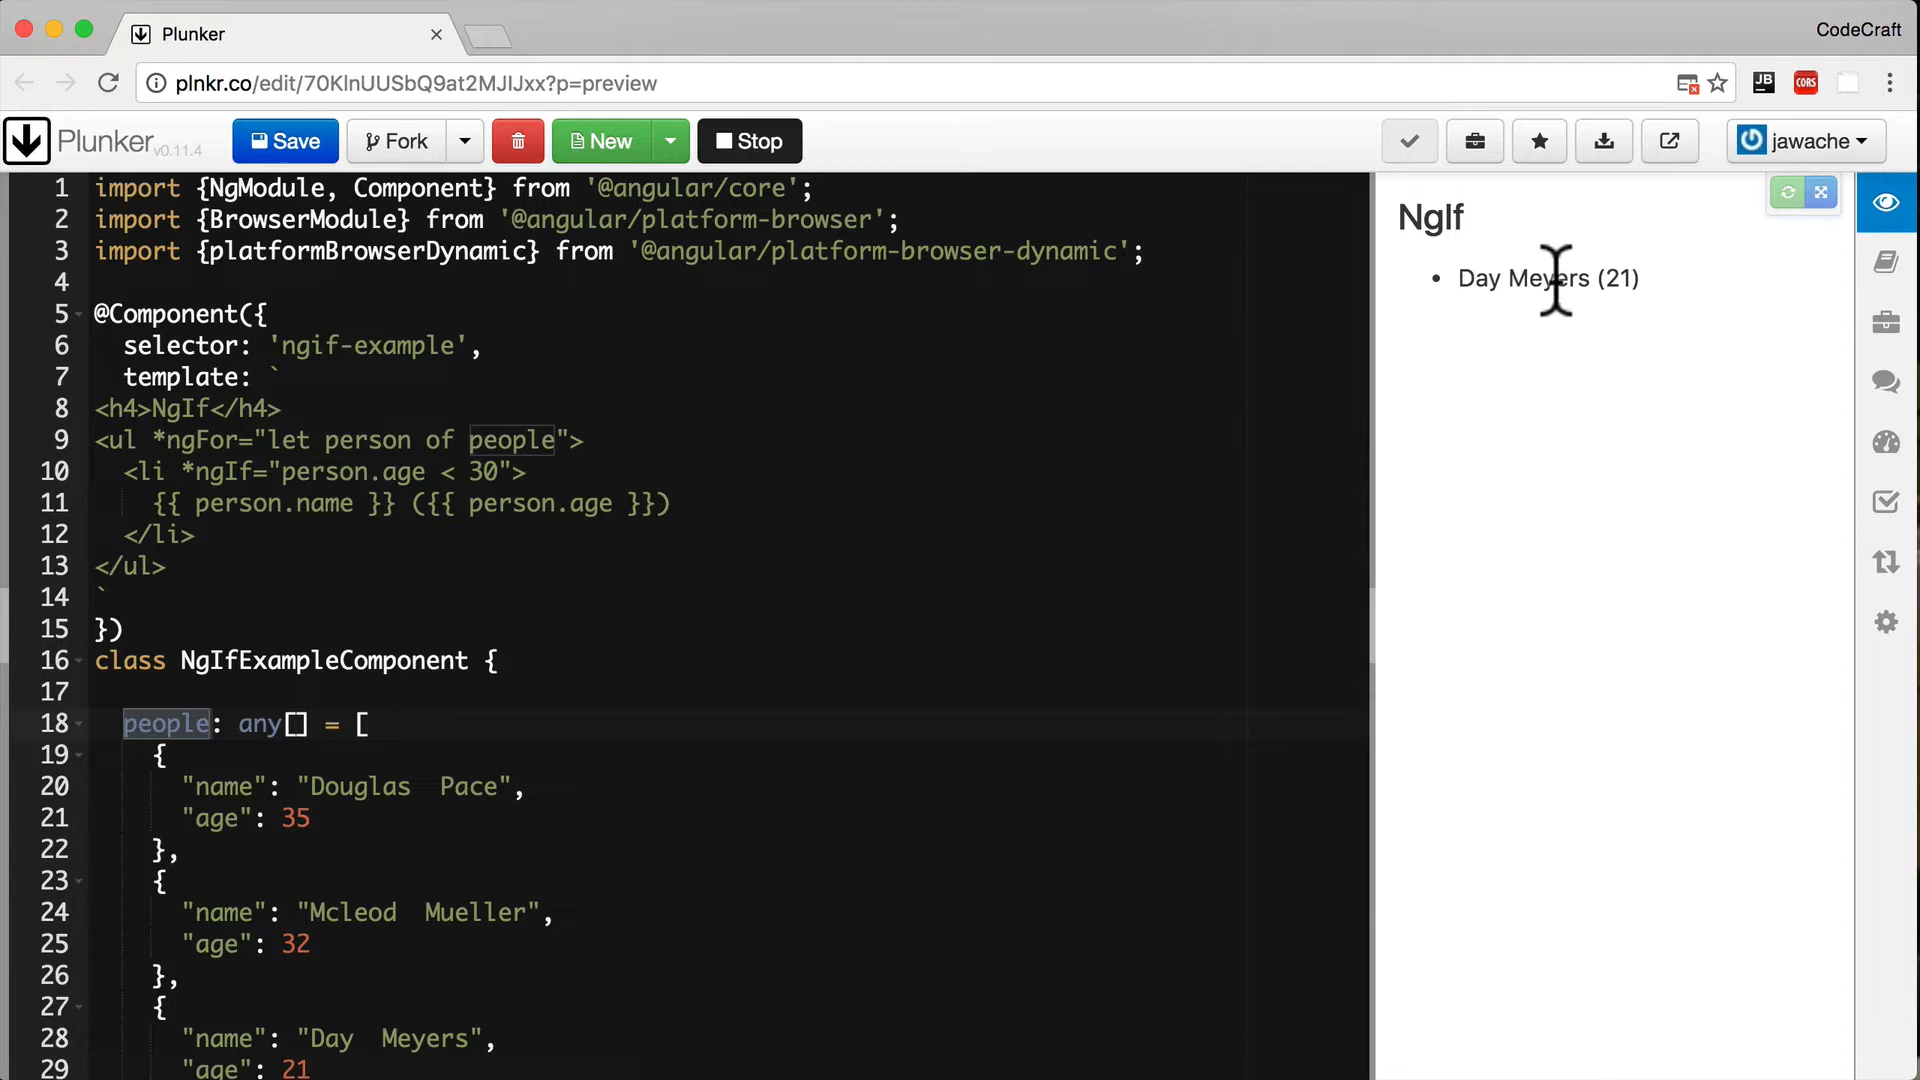 Plunker
CodeCraft
plnkr.co/edit/70KlnUUSbQ9at2MJIJxx?p=preview
JB
CORS
Plunker v0.11.4
Save
Fork
New
Stop
jawache
1 import {NgModule, Component} from '@angular/core';
2 import {BrowserModule} from '@angular/platform-browser';
3 import {platformBrowserDynamic} from '@angular/platform-browser-dynamic';
4
5 @Component({
6 selector: 'ngif-example',
7 template: `
8 <h4>NgIf</h4>
9 <ul *ngFor="let person of people">
10 <li *ngIf="person.age < 30">
11 {{ person.name }} ({{ person.age }})
12 </li>
13 </ul>
14 `
15 })
16 class NgIfExampleComponent {
17
18 people: any[] = [
19 {
20 "name": "Douglas  Pace",
21 "age": 35
22 },
23 {
24 "name": "Mcleod  Mueller",
25 "age": 32
26 },
27 {
28 "name": "Day  Meyers",
29 "age": 21
NgIf
• Day Meyers (21)